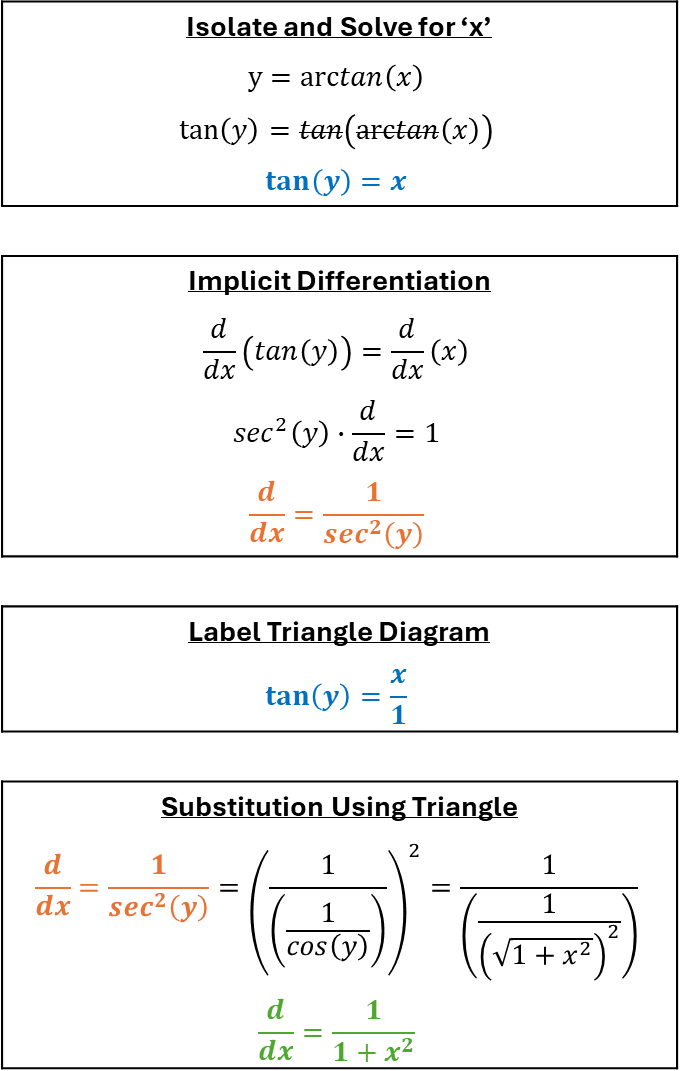 Isolate and Solve for ‘x’
y = arctan(x)
tan(y) = tan(arctan(x))
tan(y) = x
Implicit Differentiation
d/dx (tan(y)) = d/dx (x)
sec²(y) · d/dx = 1
d/dx = 1/sec²(y)
Label Triangle Diagram
tan(y) = x/1
Substitution Using Triangle
d/dx = 1/sec²(y) = (1/(1/cos(y)))² = 1/(1/(√(1 + x²))²)
d/dx = 1/(1 + x²)